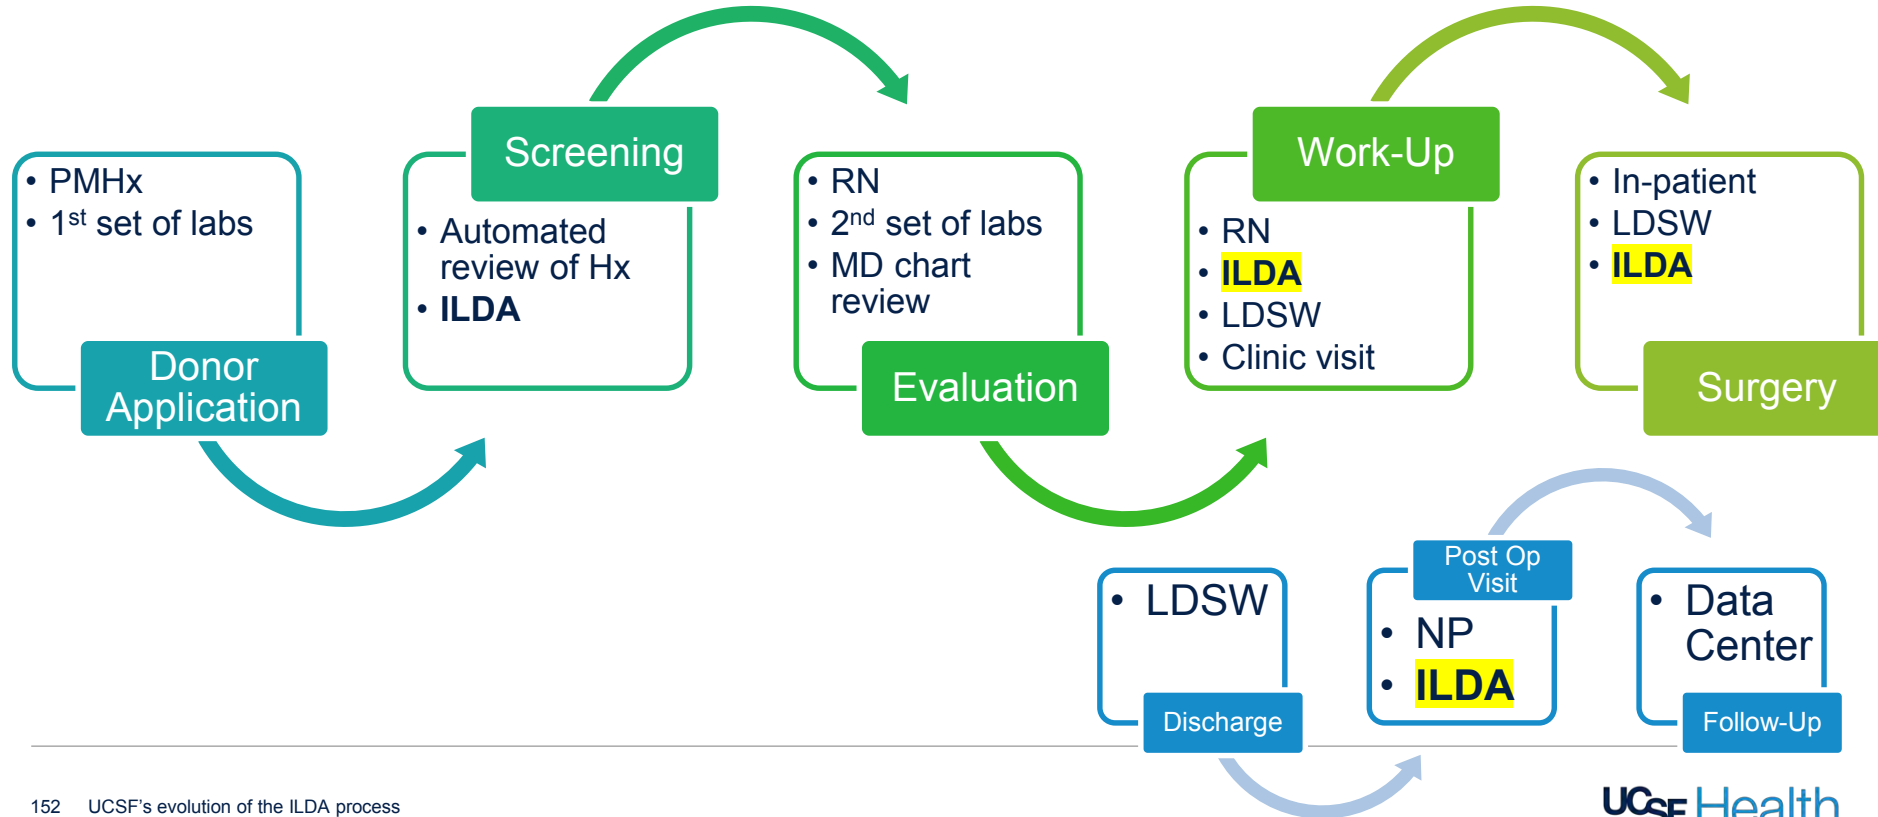 • PMHx
• 1st set of labs
Donor
Application
Screening
• Automated
review of Hx
• ILDA
• RN
• 2nd set of labs
• MD chart
review
Evaluation
Work-Up
• RN
• ILDA
• LDSW
• Clinic visit
• In-patient
• LDSW
• ILDA
Surgery
• LDSW
Discharge
Post Op
Visit
• NP
• ILDA
• Data
Center
Follow-Up
152 UCSF's evolution of the ILDA process
UCSF Health